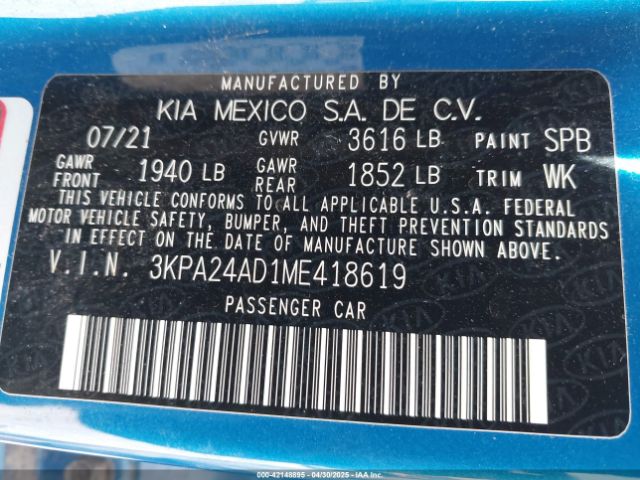 MANUFACTURED BY
KIA MEXICO S.A. DE C.V.
07/21 GVWR 3616 LB PAINT SPB
GAWR FRONT 1940 LB GAWR REAR 1852 LB TRIM WK
THIS VEHICLE CONFORMS TO ALL APPLICABLE U.S.A. FEDERAL
MOTOR VEHICLE SAFETY, BUMPER, AND THEFT PREVENTION STANDARDS
IN EFFECT ON THE DATE OF MANUFACTURE SHOWN ABOVE.
V.I.N. 3KPA24AD1ME418619
PASSENGER CAR
000-42148895 - 04/30/2025 - IAA Holdings, LLC